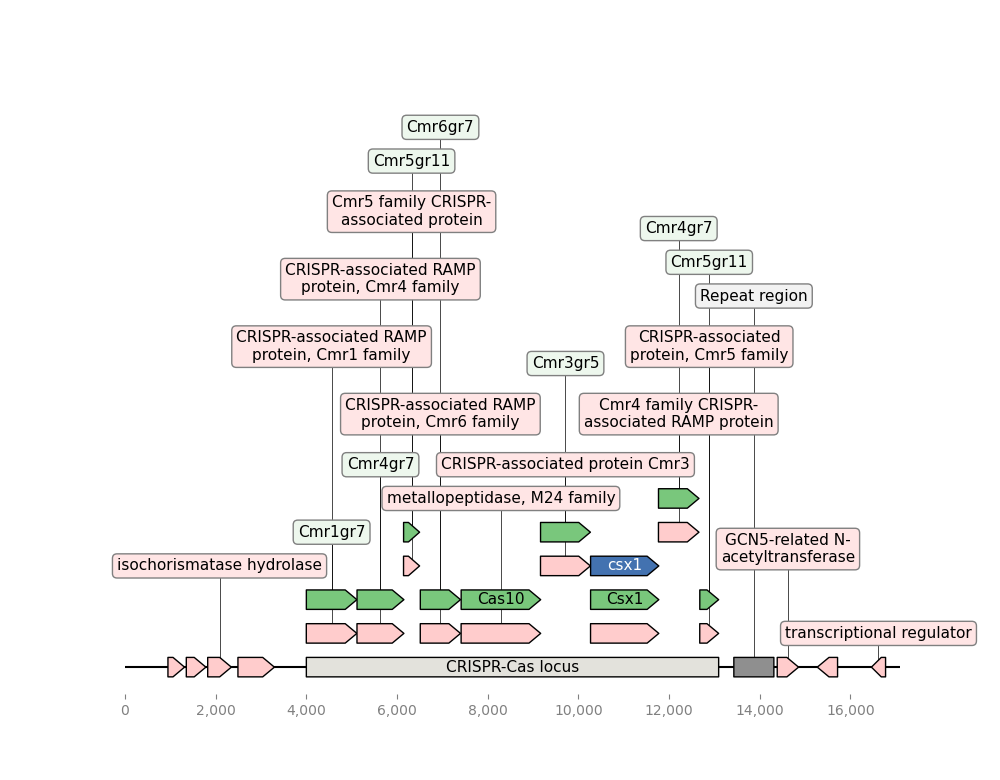 Cmr6gr7
Cmr5gr11
Cmr5 family CRISPR-
associated protein
Cmr4gr7
Cmr5gr11
CRISPR-associated RAMP
protein, Cmr4 family
Repeat region
CRISPR-associated RAMP
protein, Cmr1 family
CRISPR-associated
protein, Cmr5 family
Cmr3gr5
CRISPR-associated RAMP
protein, Cmr6 family
Cmr4 family CRISPR-
associated RAMP protein
Cmr4gr7
CRISPR-associated protein Cmr3
metallopeptidase, M24 family
Cmr1gr7
GCN5-related N-
acetyltransferase
isochorismatase hydrolase
csx1
Cas10
Csx1
transcriptional regulator
CRISPR-Cas locus
0
2,000
4,000
6,000
8,000
10,000
12,000
14,000
16,000